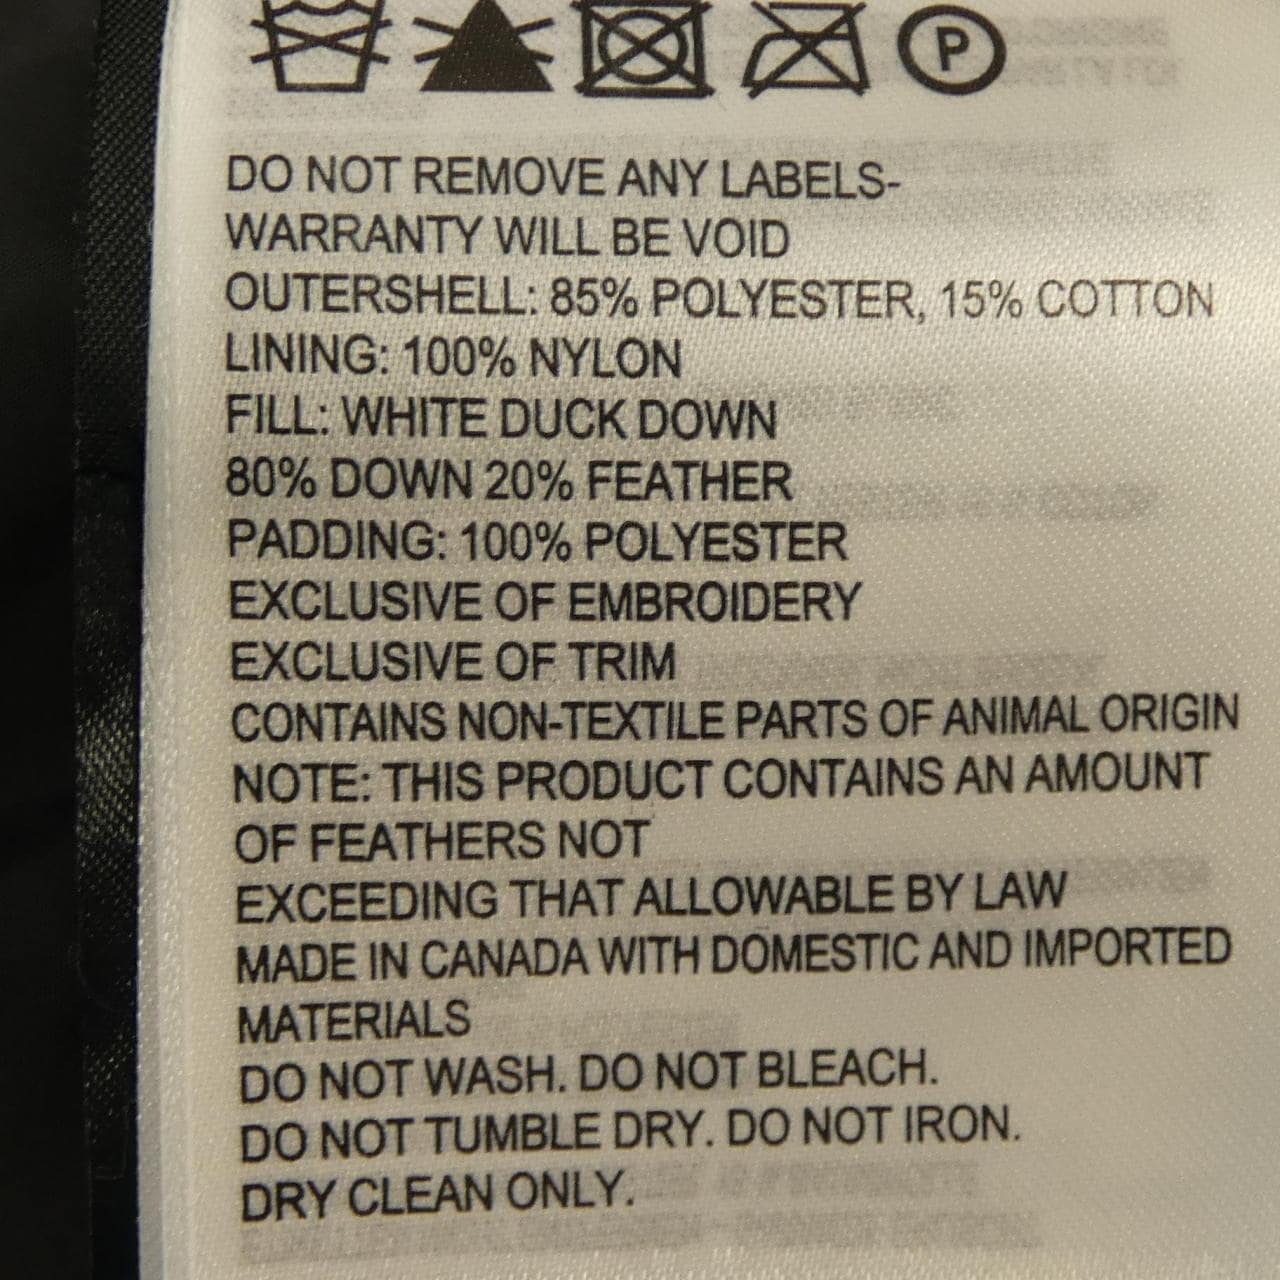 P
DO NOT REMOVE ANY LABELS-
WARRANTY WILL BE VOID
OUTERSHELL: 85% POLYESTER, 15% COTTON
LINING: 100% NYLON
FILL: WHITE DUCK DOWN
80% DOWN 20% FEATHER
PADDING: 100% POLYESTER
EXCLUSIVE OF EMBROIDERY
EXCLUSIVE OF TRIM
CONTAINS NON-TEXTILE PARTS OF ANIMAL ORIGIN
NOTE: THIS PRODUCT CONTAINS AN AMOUNT
OF FEATHERS NOT
EXCEEDING THAT ALLOWABLE BY LAW
MADE IN CANADA WITH DOMESTIC AND IMPORTED
MATERIALS
DO NOT WASH. DO NOT BLEACH.
DO NOT TUMBLE DRY. DO NOT IRON.
DRY CLEAN ONLY.